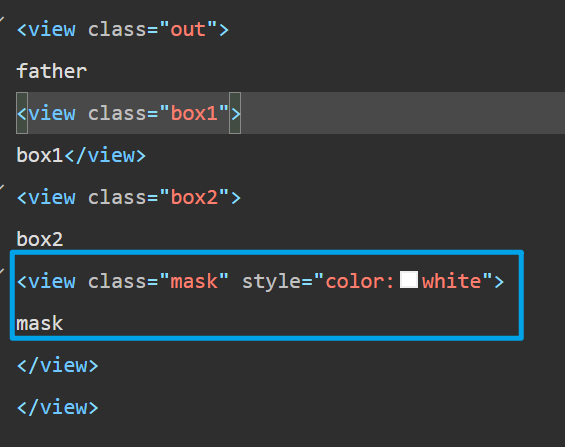 <view class="out">
father
<view class="box1">
box1</view>
<view class="box2">
box2
<view class="mask" style="color:white">
mask
</view>
</view>